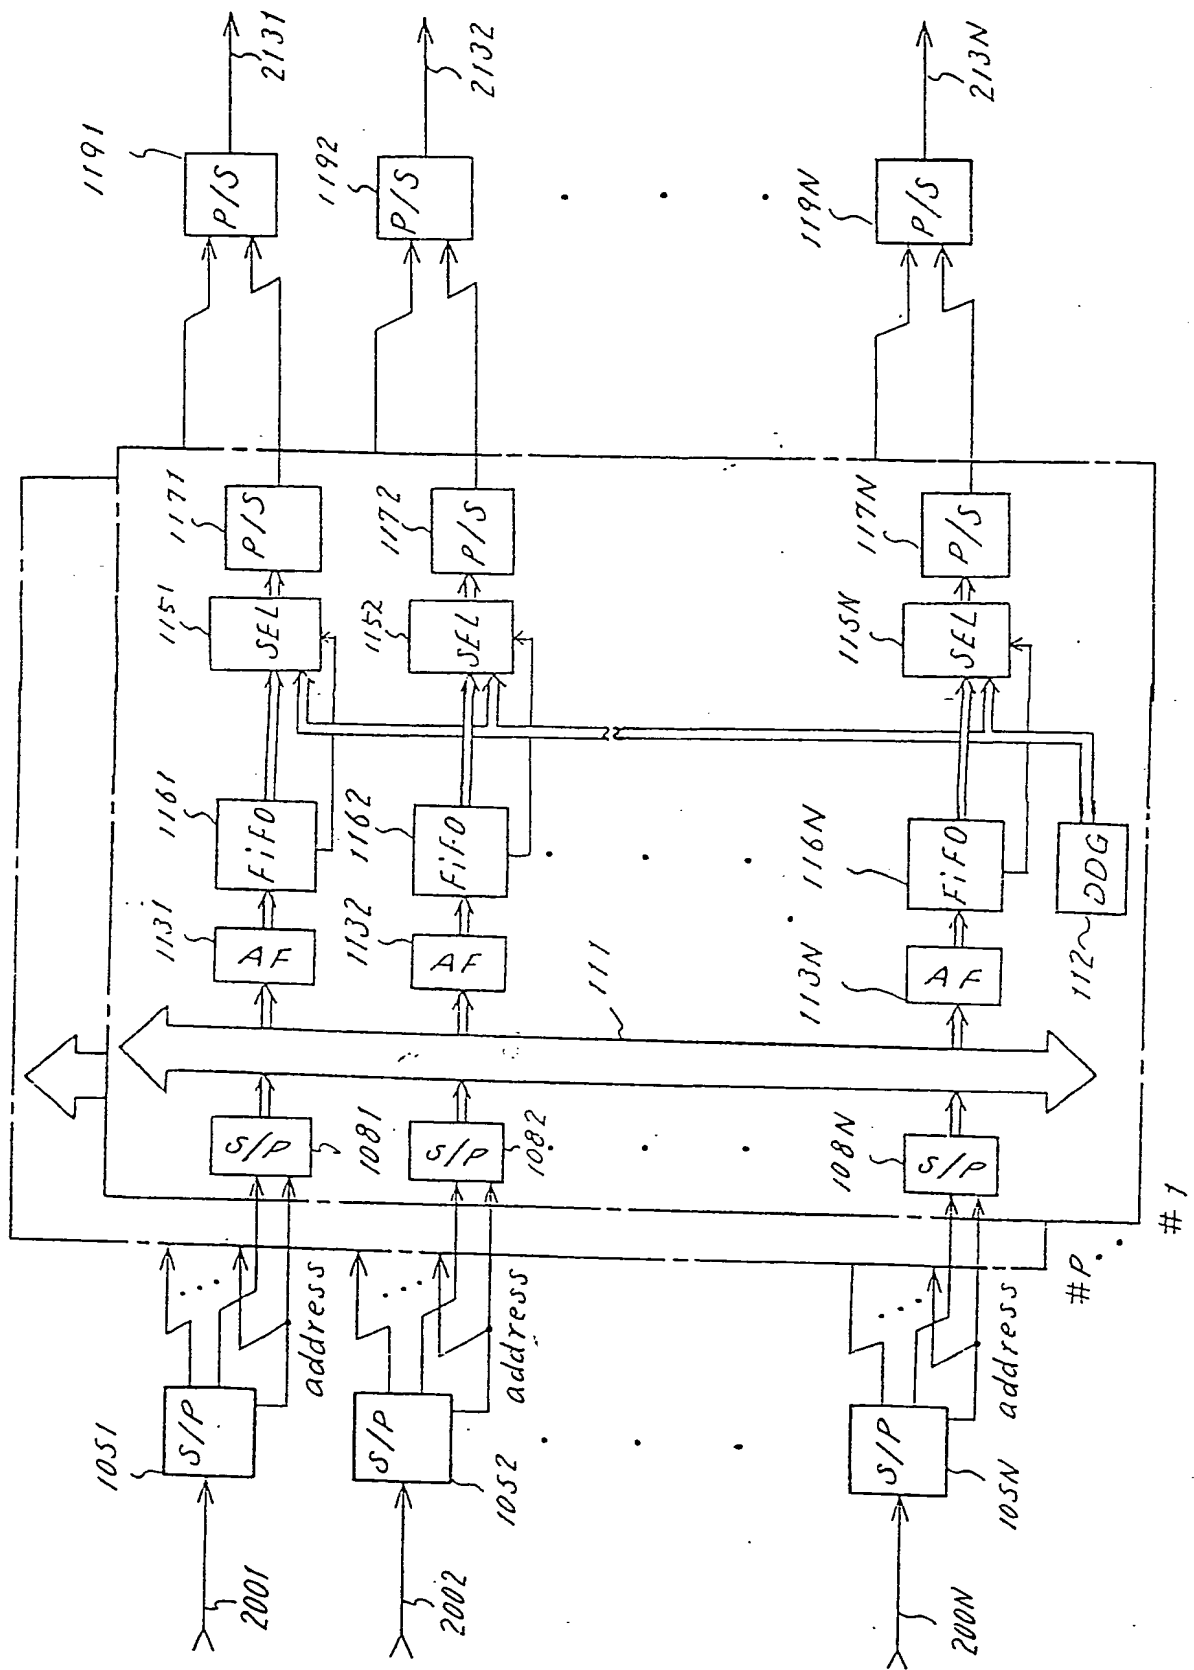 2001
1051
S/P
address
1081
S/P
1131
AF
1161
FiFO
1151
SEL
1171
P/S
1191
P/S
2131
2002
1052
S/P
address
1082
S/P
1132
AF
1162
FiFO
1152
SEL
1172
P/S
1192
P/S
2132
111
200N
105N
S/P
address
108N
S/P
113N
AF
116N
FiFO
115N
SEL
117N
P/S
119N
P/S
213N
112
DDG
#P
#1